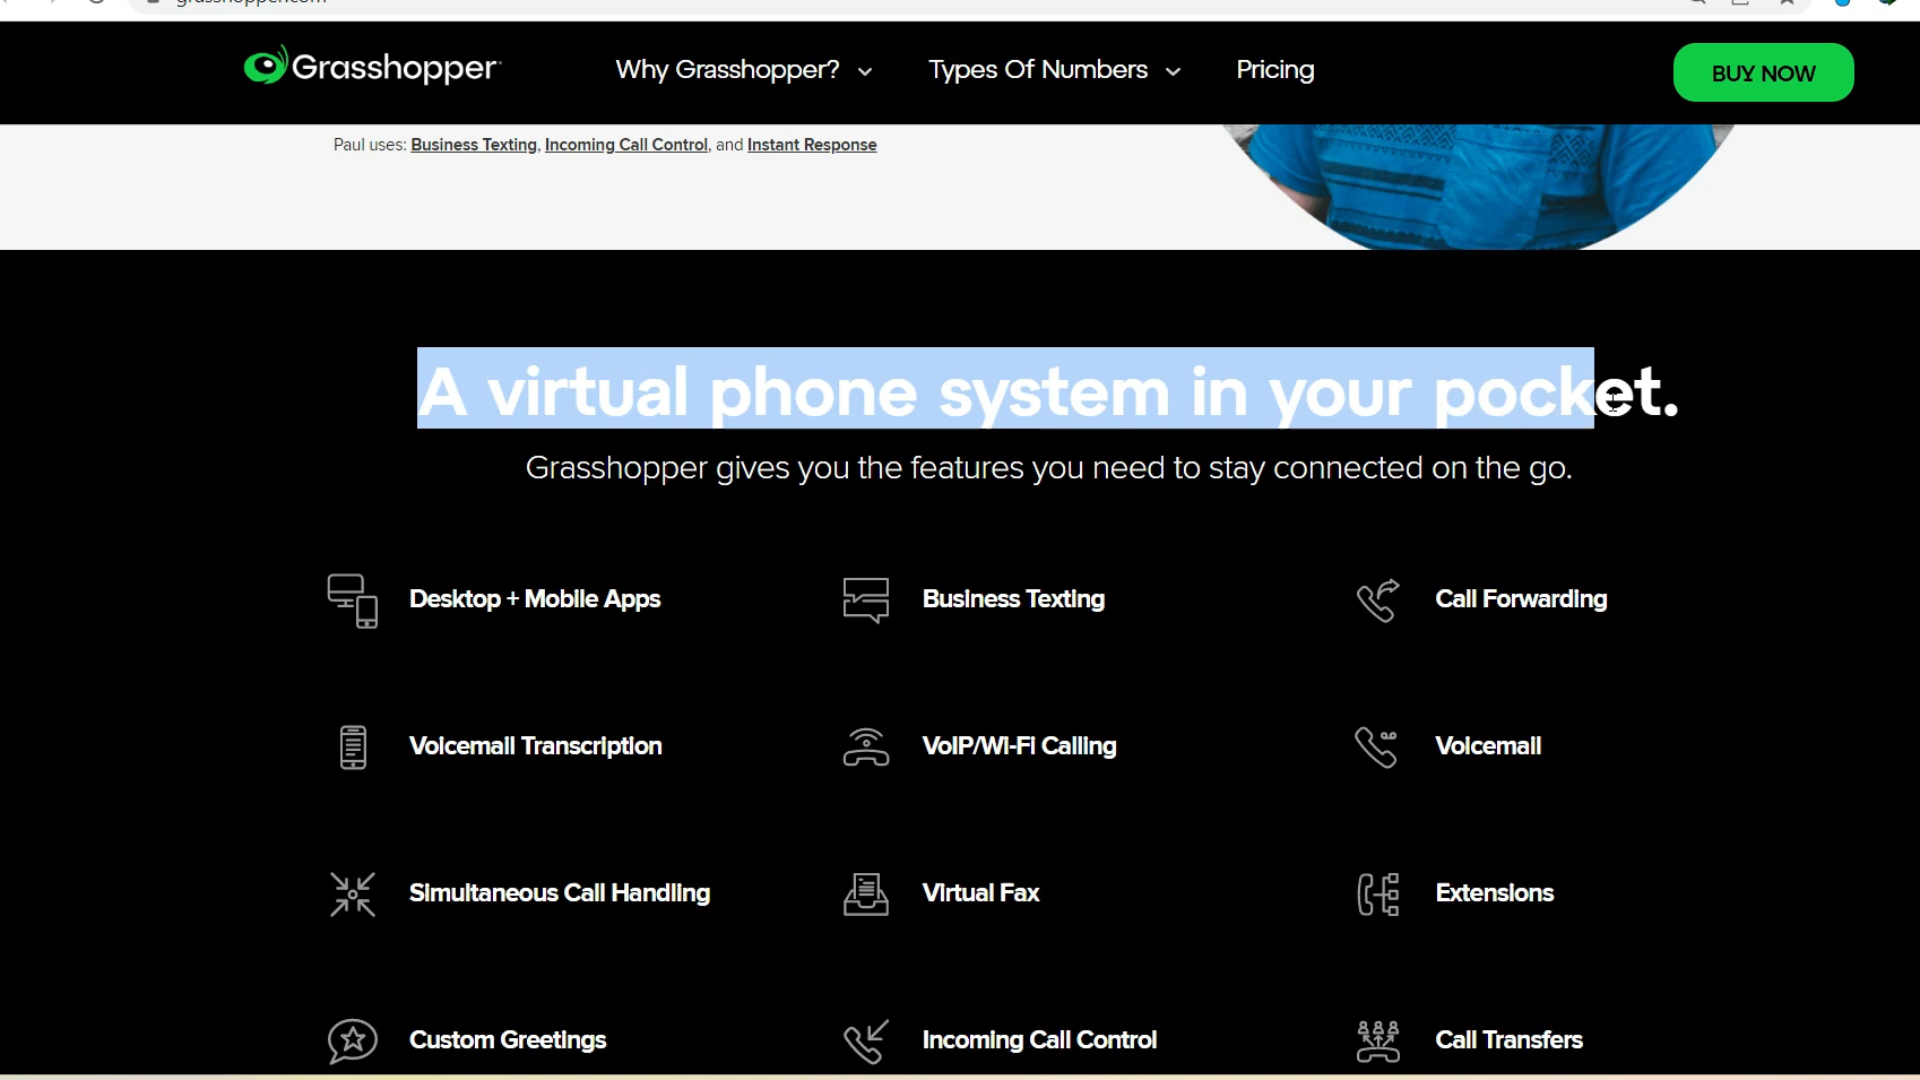 grasshopper.com
Grasshopper
Why Grasshopper?
Types Of Numbers
Pricing
BUY NOW
Paul uses: Business Texting, Incoming Call Control, and Instant Response
A virtual phone system in your pocket.
Grasshopper gives you the features you need to stay connected on the go.
Desktop + Mobile Apps
Business Texting
Call Forwarding
Voicemail Transcription
VoIP/Wi-Fi Calling
Voicemail
Simultaneous Call Handling
Virtual Fax
Extensions
Custom Greetings
Incoming Call Control
Call Transfers